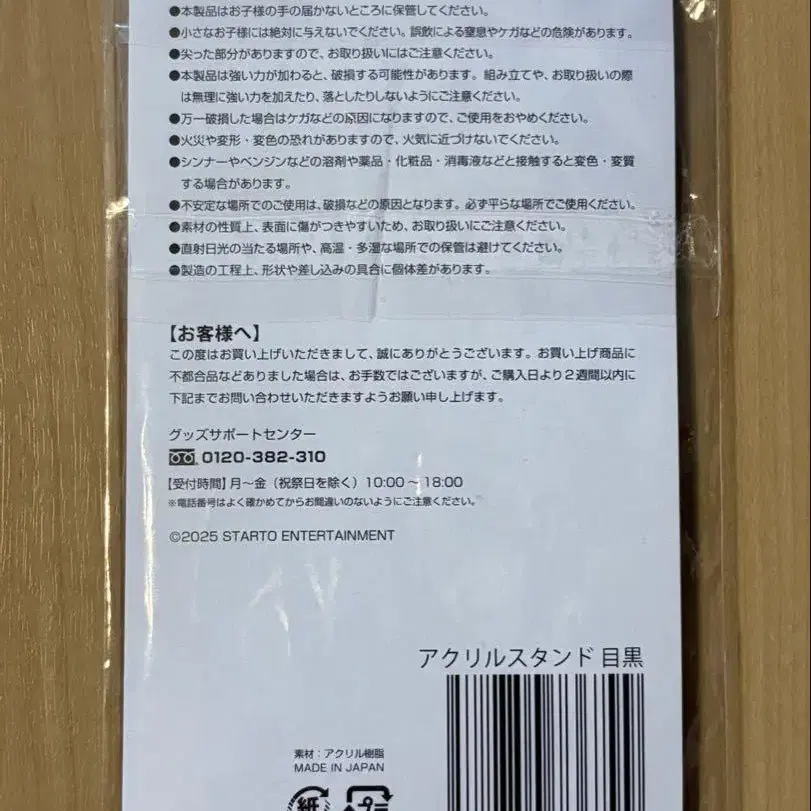 ●本製品はお子様の手の届かないところに保管してください。
●小さなお子様には絶対に与えないでください。誤飲による窒息やケガなどの危険があります。
●尖った部分がありますので、お取り扱いにはご注意ください。
●本製品は強い力が加わると、破損する可能性があります。組み立てや、お取り扱いの際
は無理に強い力を加えたり、落としたりしないようにご注意ください。
●万一破損した場合はケガなどの原因になりますので、ご使用をおやめください。
●火災や変形・変色の恐れがありますので、火気に近づけないでください。
●シンナーやベンジンなどの溶剤や薬品・化粧品・消毒液などと接触すると変色・変質
する場合があります。
●不安定な場所でのご使用は、破損などの原因となります。必ず平らな場所でご使用ください。
●素材の性質上、表面に傷がつきやすいため、お取り扱いにご注意ください。
●直射日光の当たる場所や、高温・多湿な場所での保管は避けてください。
●製造の工程上、形状や差し込みの具合に個体差があります。
【お客様へ】
この度はお買い上げいただきまして、誠にありがとうございます。お買い上げ商品に
不都合品などありました場合は、お手数ではございますが、ご購入日より2週間以内に
下記までお問い合わせいただきますようお願い申し上げます。
グッズサポートセンター
0120-382-310
【受付時間】月～金（祝祭日を除く）10:00～18:00
※電話番号はよく確かめてからお間違いのないようにご注意ください。
©2025 STARTO ENTERTAINMENT
アクリルスタンド 目黒
素材：アクリル樹脂
MADE IN JAPAN
紙
プラ